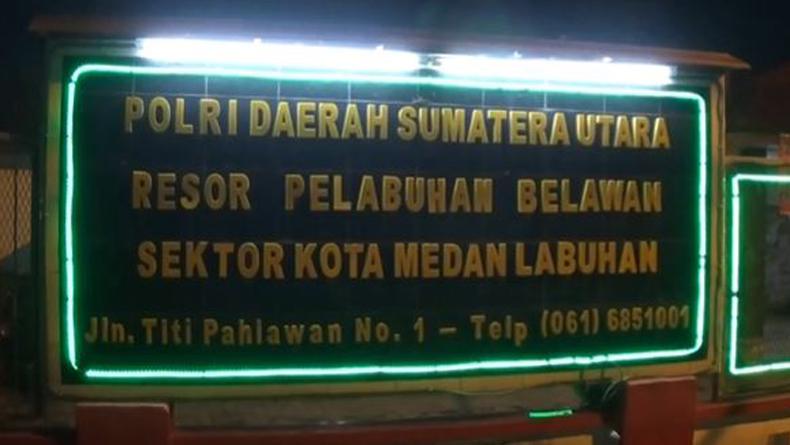 POLRI DAERAH SUMATERA UTARA
RESOR PELABUHAN BELAWAN
SEKTOR KOTA MEDAN LABUHAN
Jln. Titi Pahlawan No. 1 – Telp (061) 6851001